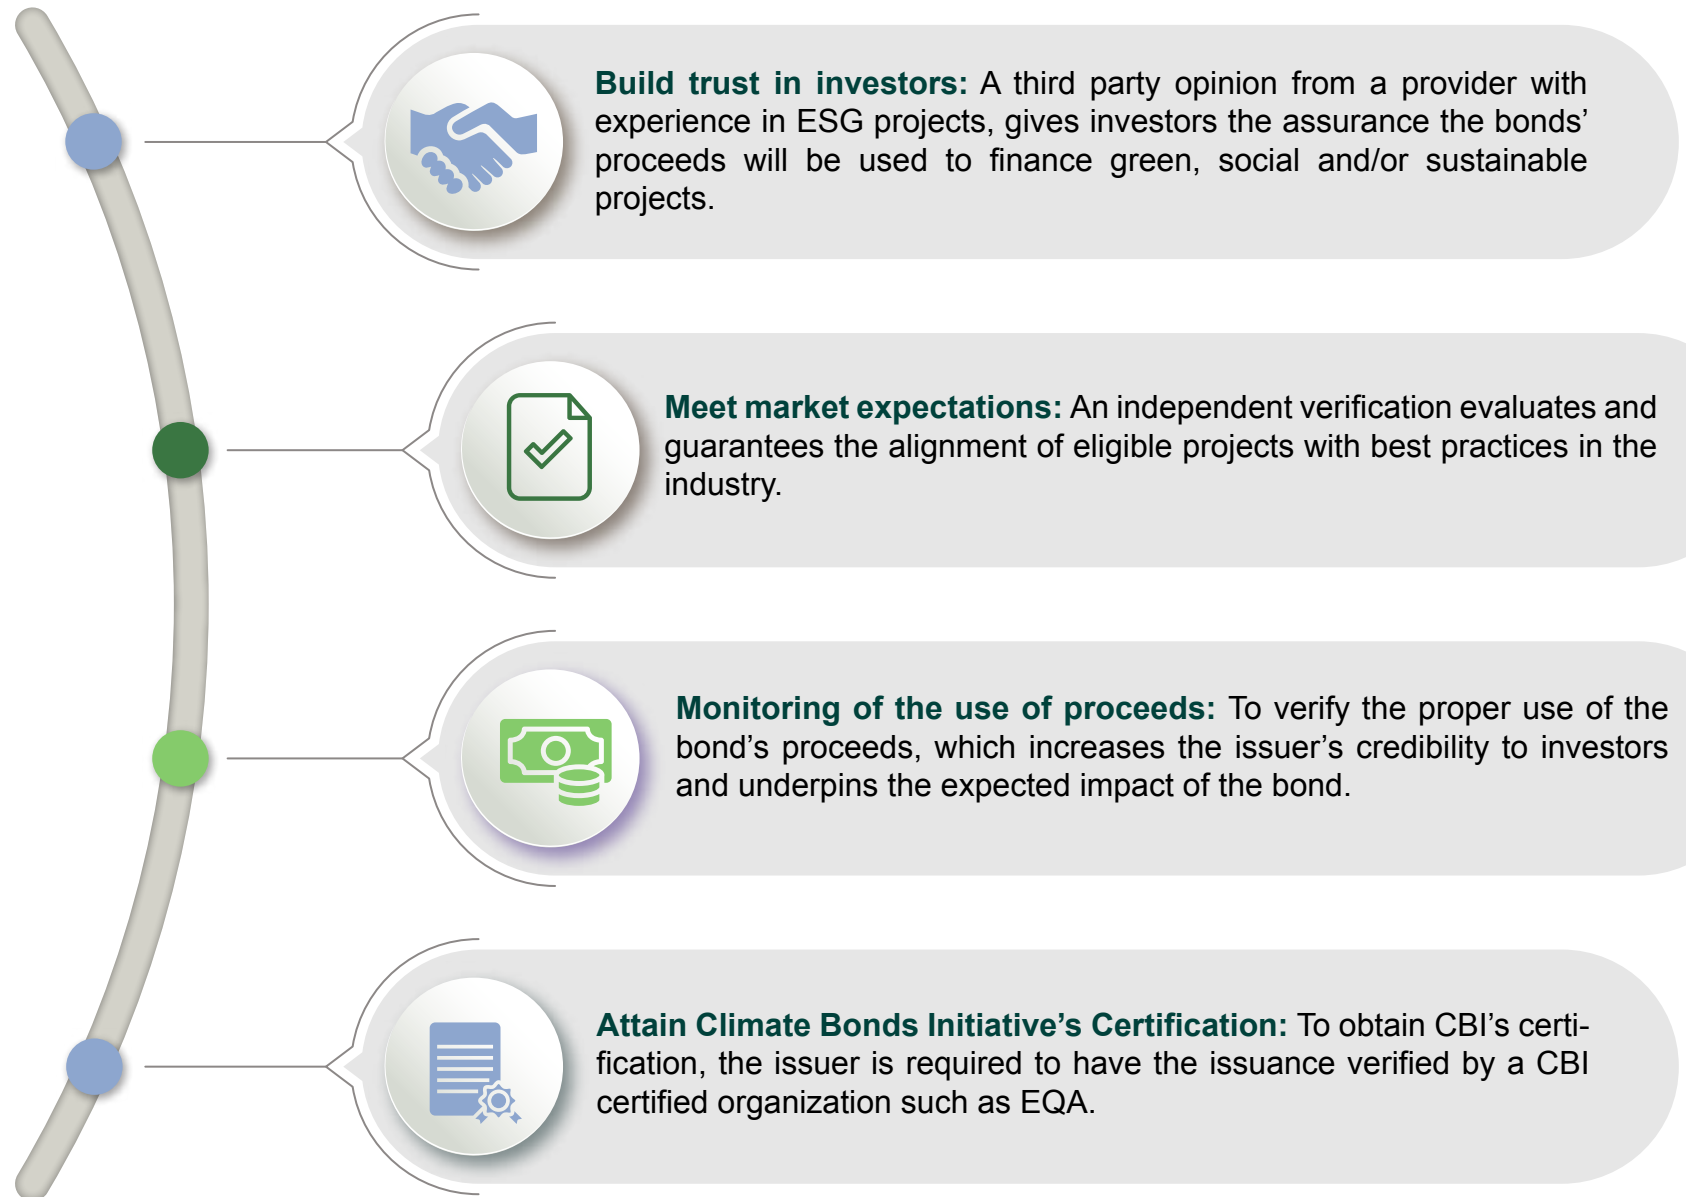 Build trust in investors: A third party opinion from a provider with
experience in ESG projects, gives investors the assurance the bonds’
proceeds will be used to finance green, social and/or sustainable
projects.
Meet market expectations: An independent verification evaluates and
guarantees the alignment of eligible projects with best practices in the
industry.
Monitoring of the use of proceeds: To verify the proper use of the
bond’s proceeds, which increases the issuer’s credibility to investors
and underpins the expected impact of the bond.
Attain Climate Bonds Initiative’s Certification: To obtain CBI’s certi-
fication, the issuer is required to have the issuance verified by a CBI
certified organization such as EQA.